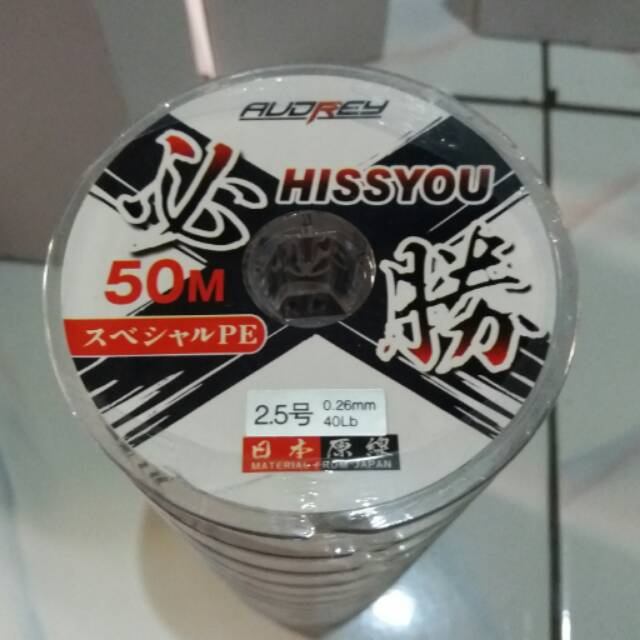 AUDREY
必 HISSYOU
50M 勝
スペシャルPE
2.5号 0.26mm
40Lb
日本原線
MATERIAL FROM JAPAN